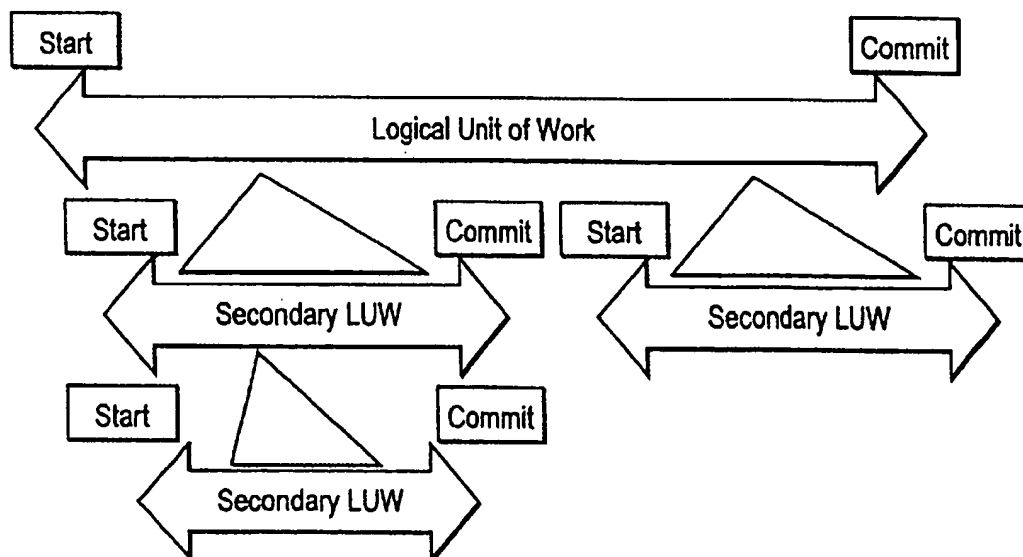 Start
Commit
Logical Unit of Work
Start
Commit
Start
Commit
Secondary LUW
Secondary LUW
Start
Commit
Secondary LUW